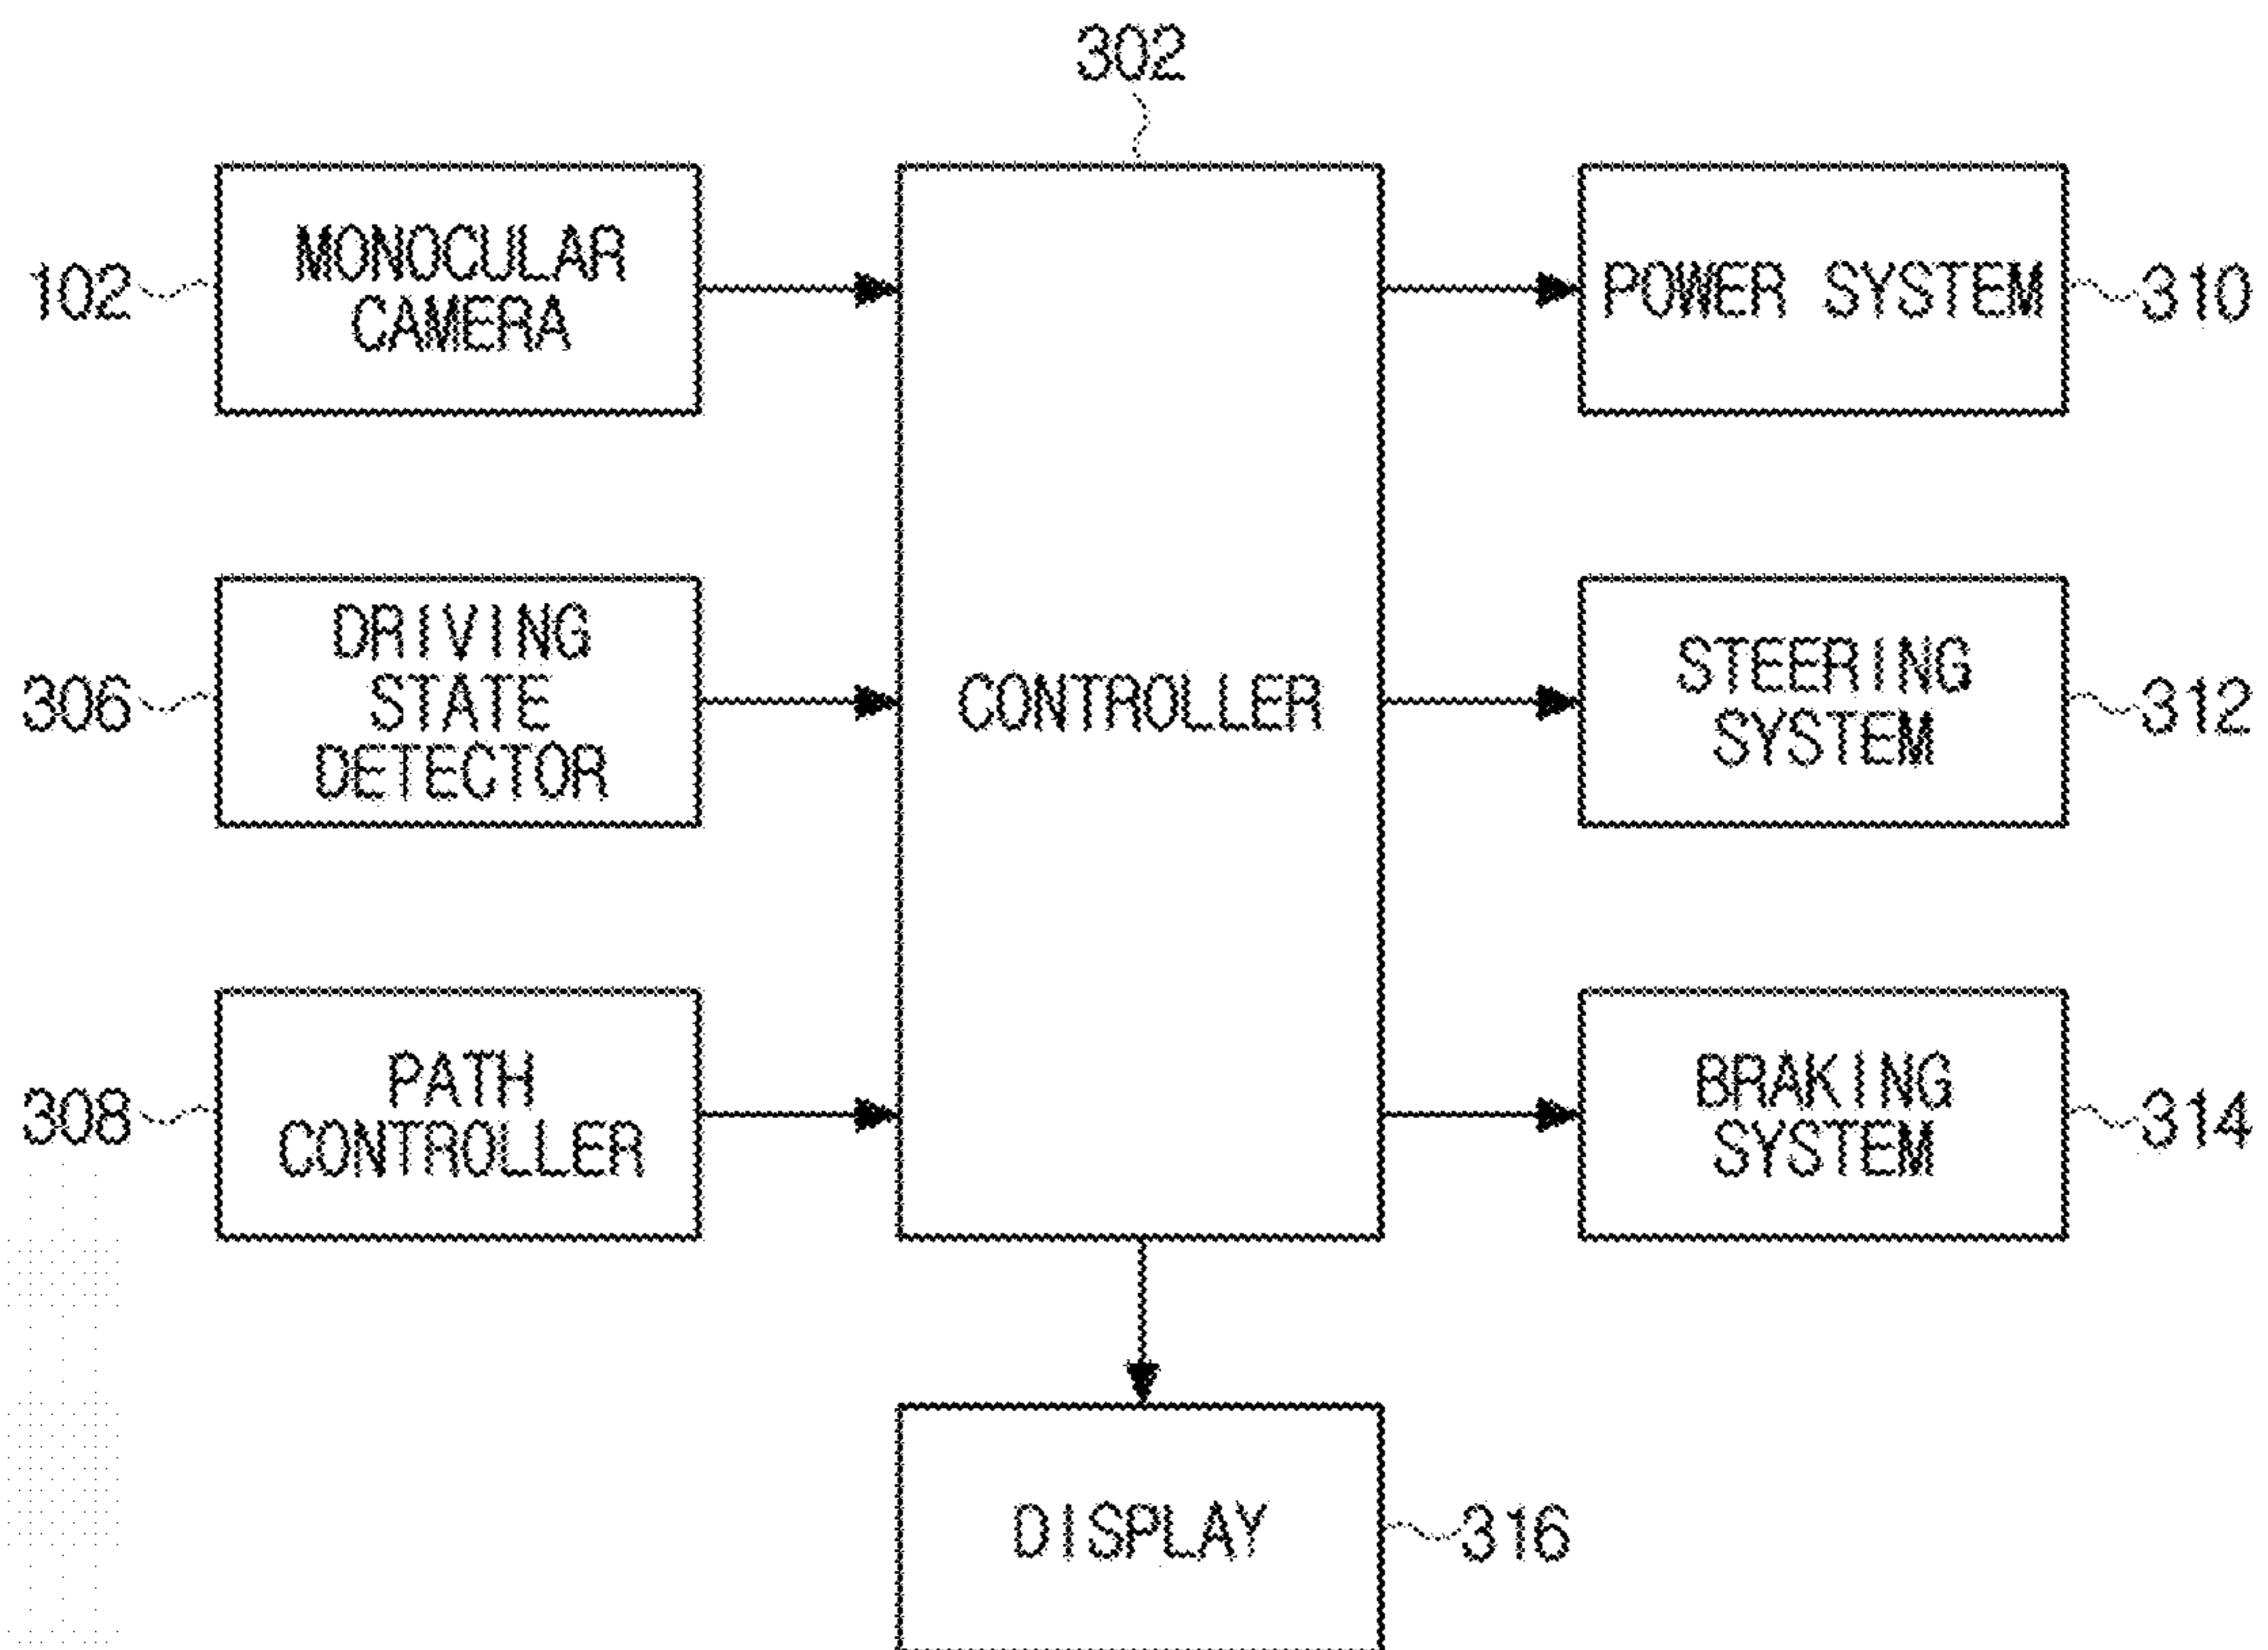 302
102
MONOCULAR
CAMERA
POWER SYSTEM
310
306
DRIVING
STATE
DETECTOR
CONTROLLER
STEERING
SYSTEM
312
308
PATH
CONTROLLER
BRAKING
SYSTEM
314
DISPLAY
316